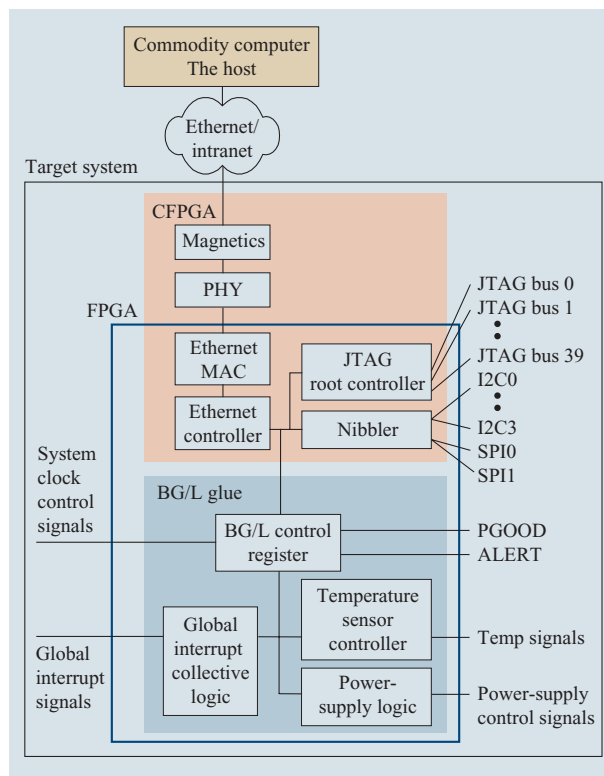 Commodity computer
The host
Ethernet/
intranet
Target system
CFPGA
Magnetics
PHY
FPGA
Ethernet
MAC
Ethernet
controller
JTAG
root controller
Nibbler
JTAG bus 0
JTAG bus 1
JTAG bus 39
I2C0
I2C3
SPI0
SPI1
System
clock
control
signals
BG/L glue
BG/L control
register
PGOOD
ALERT
Global
interrupt
collective
logic
Temperature
sensor
controller
Temp signals
Global
interrupt
signals
Power-
supply logic
Power-supply
control signals